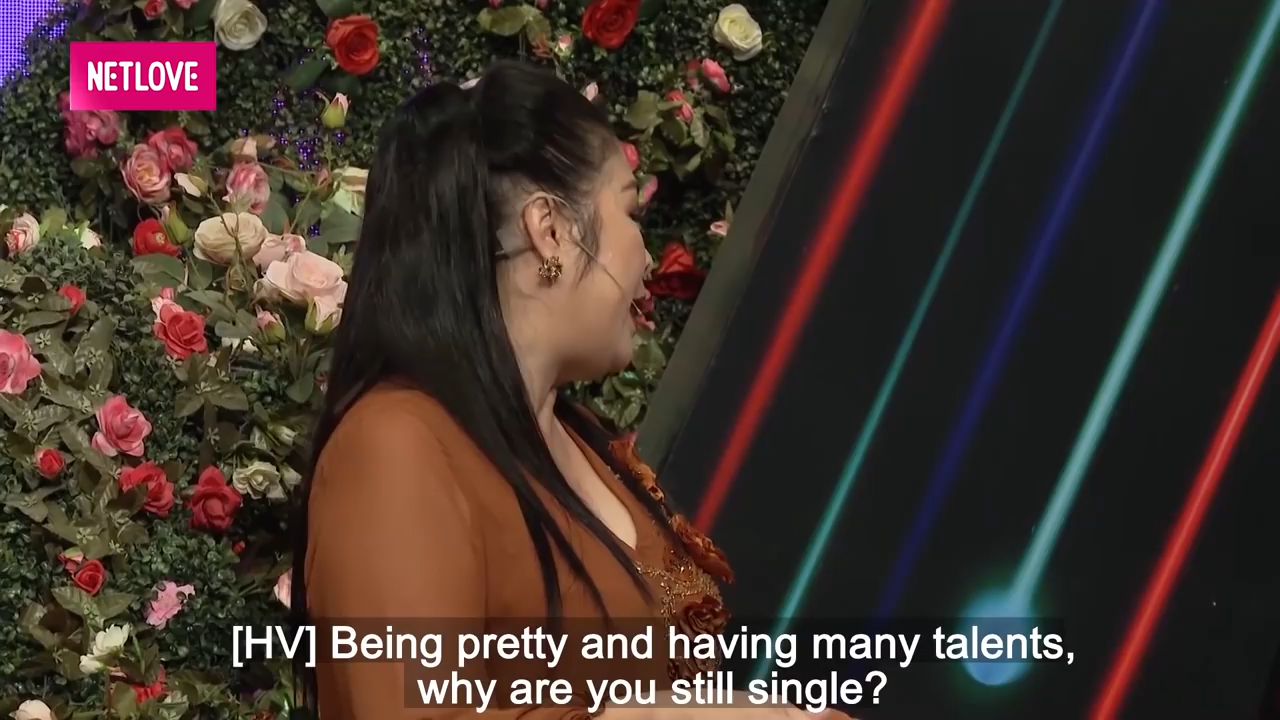 NETLOVE
[HV] Being pretty and having many talents,
why are you still single?